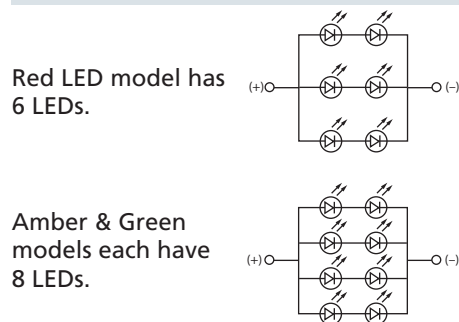 Red LED model has
6 LEDs.
(+)
(–)
Amber & Green
models each have
8 LEDs.
(+)
(–)